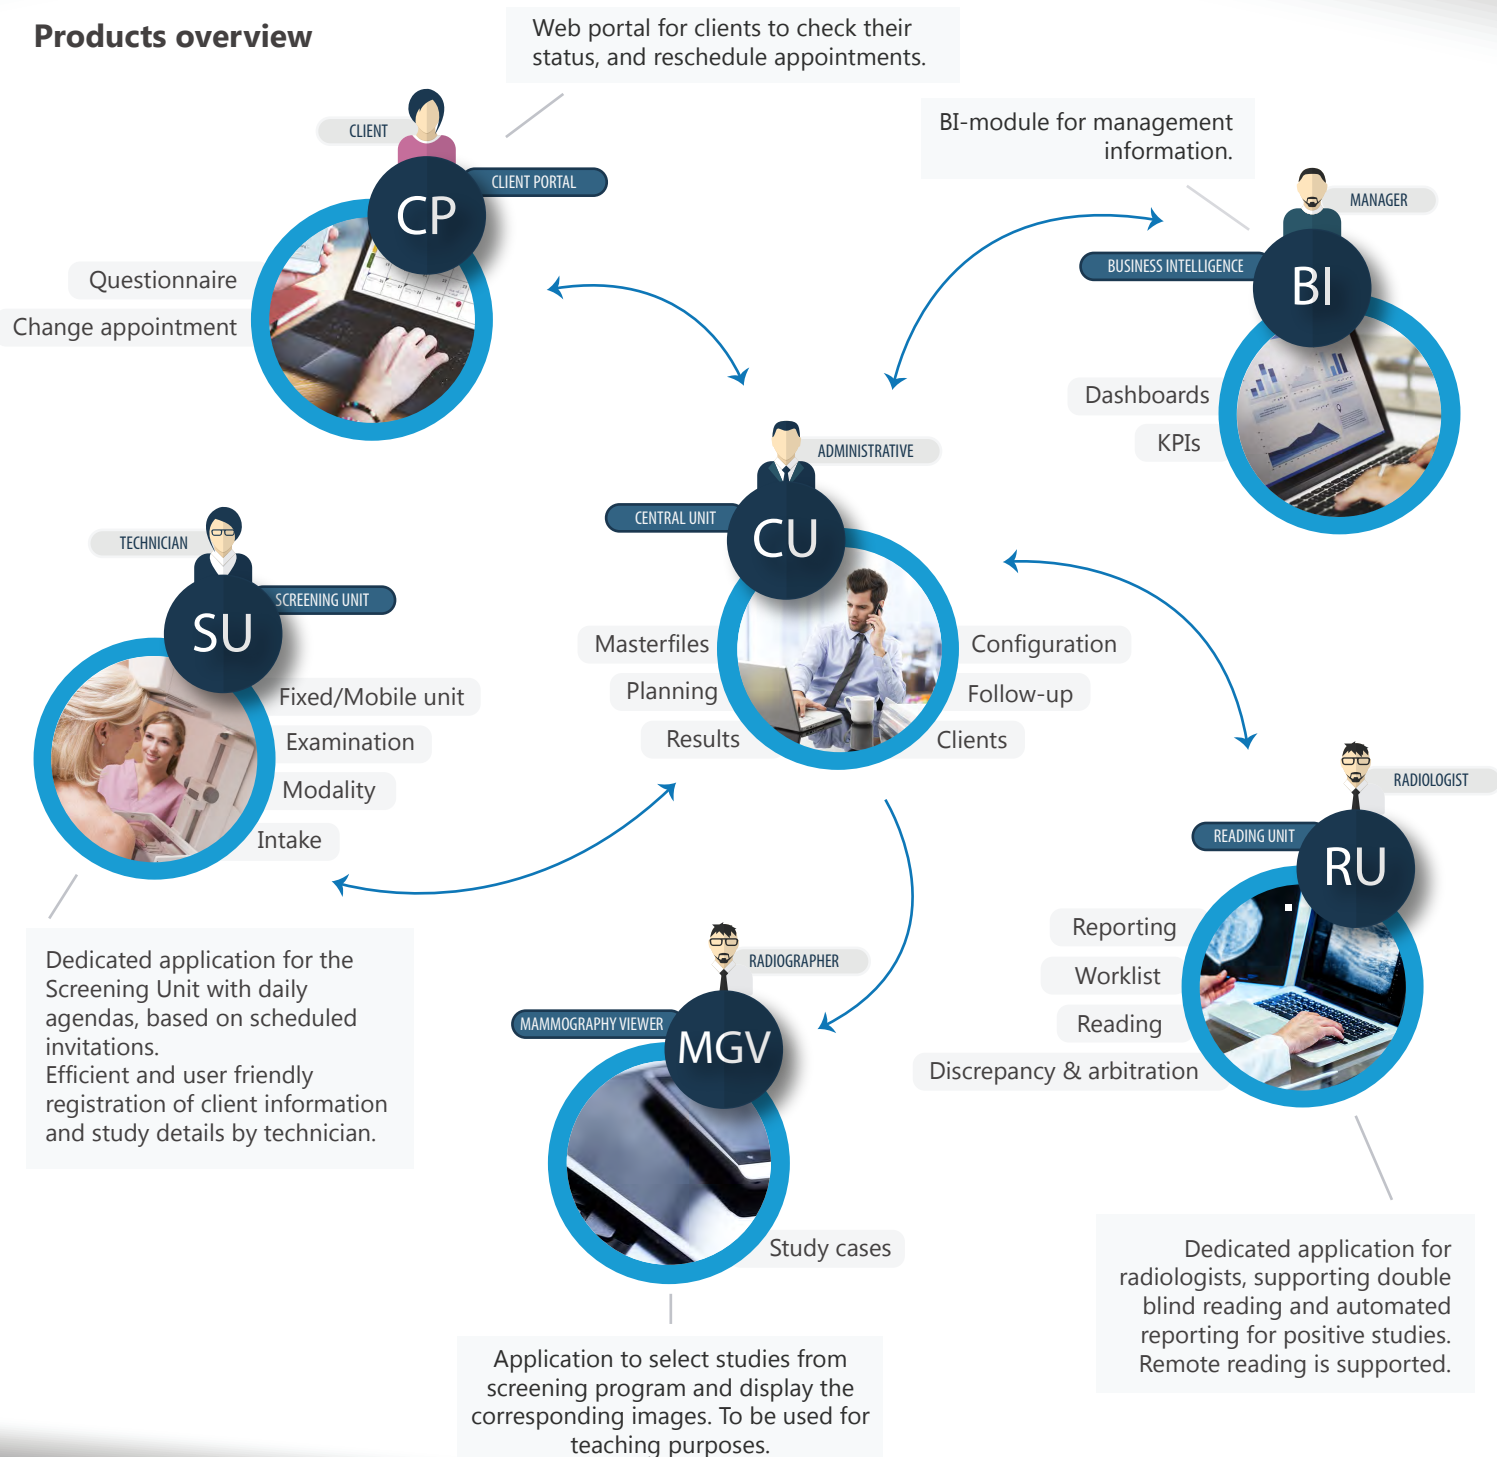 Products overview
Web portal for clients to check their
status, and reschedule appointments.
CLIENT
CP
CLIENT PORTAL
Questionnaire
Change appointment
BI-module for management
information.
MANAGER
BUSINESS INTELLIGENCE
BI
Dashboards
KPIs
ADMINISTRATIVE
CENTRAL UNIT
CU
Masterfiles
Planning
Results
Configuration
Follow-up
Clients
TECHNICIAN
SCREENING UNIT
SU
Fixed/Mobile unit
Examination
Modality
Intake
Dedicated application for the
Screening Unit with daily
agendas, based on scheduled
invitations.
Efficient and user friendly
registration of client information
and study details by technician.
RADIOGRAPHER
MAMMOGRAPHY VIEWER
MGV
Study cases
Application to select studies from
screening program and display the
corresponding images. To be used for
teaching purposes.
RADIOLOGIST
READING UNIT
RU
Reporting
Worklist
Reading
Discrepancy & arbitration
Dedicated application for
radiologists, supporting double
blind reading and automated
reporting for positive studies.
Remote reading is supported.